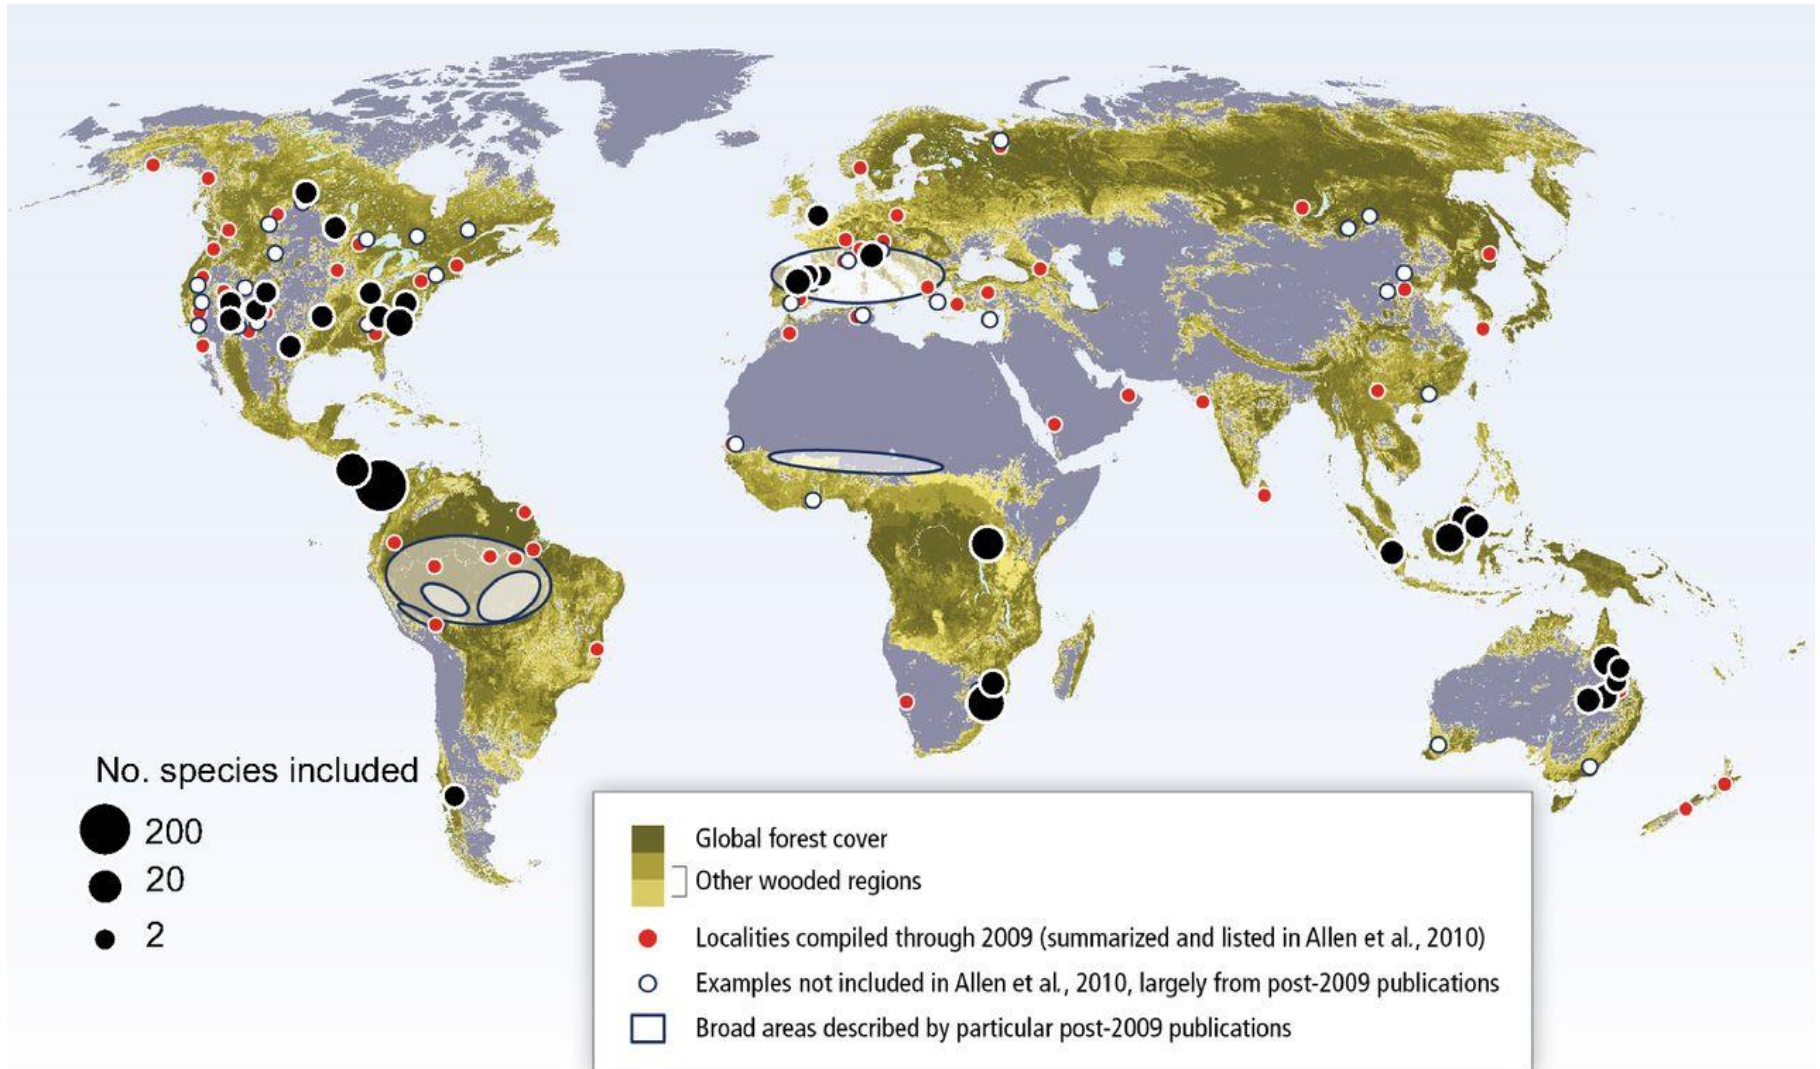 No. species included
200
20
2
Global forest cover
Other wooded regions
Localities compiled through 2009 (summarized and listed in Allen et al., 2010)
Examples not included in Allen et al., 2010, largely from post-2009 publications
Broad areas described by particular post-2009 publications